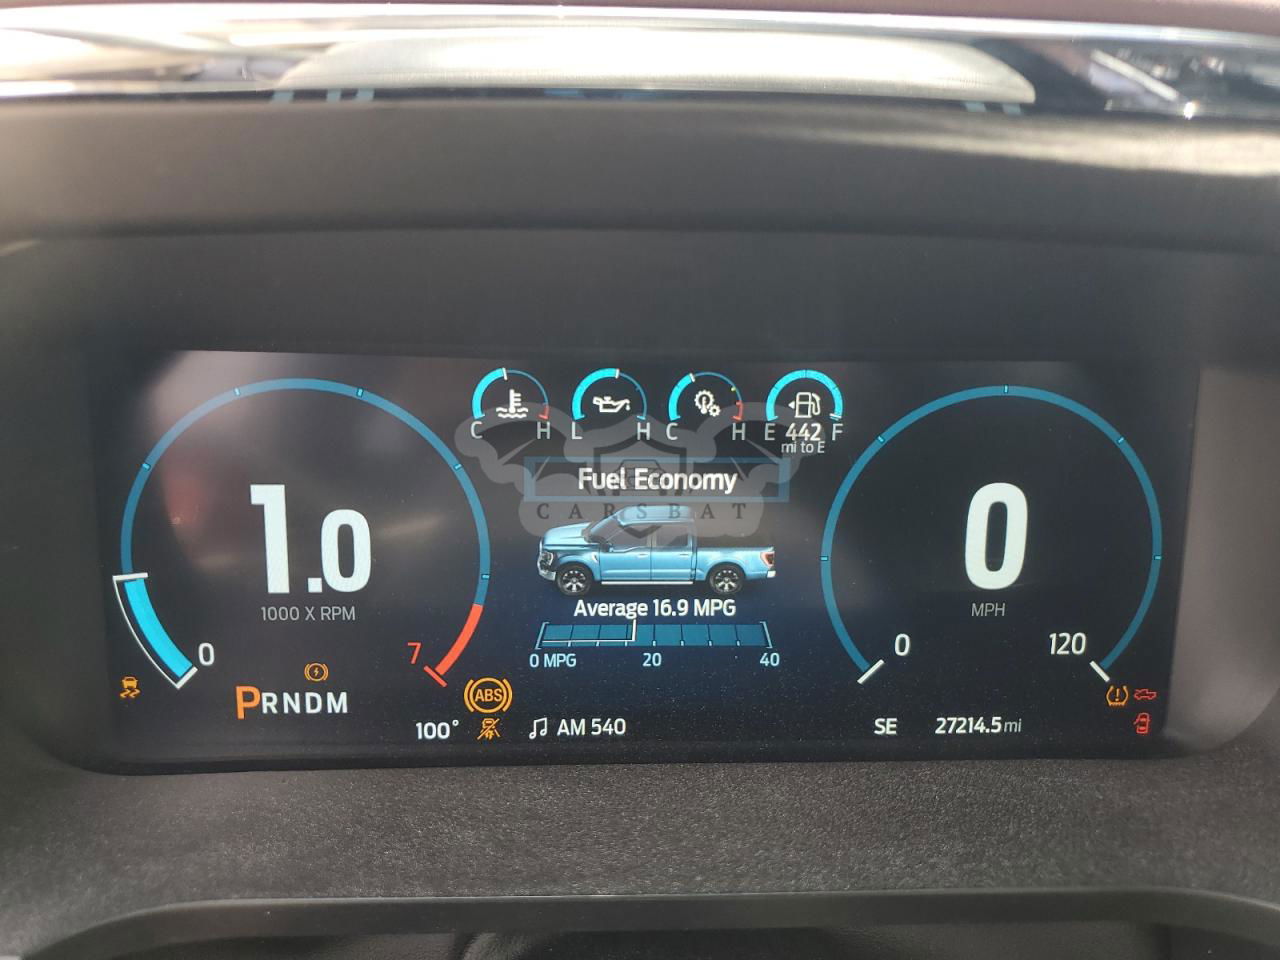 C H L H C H E 442 F
mi to E
Fuel Economy
CARSBAT
1.0
1000 X RPM
0
7
Average 16.9 MPG
0 MPG 20 40
0
MPH
0
120
PRNDM
ABS
100°
AM 540
SE
27214.5 mi